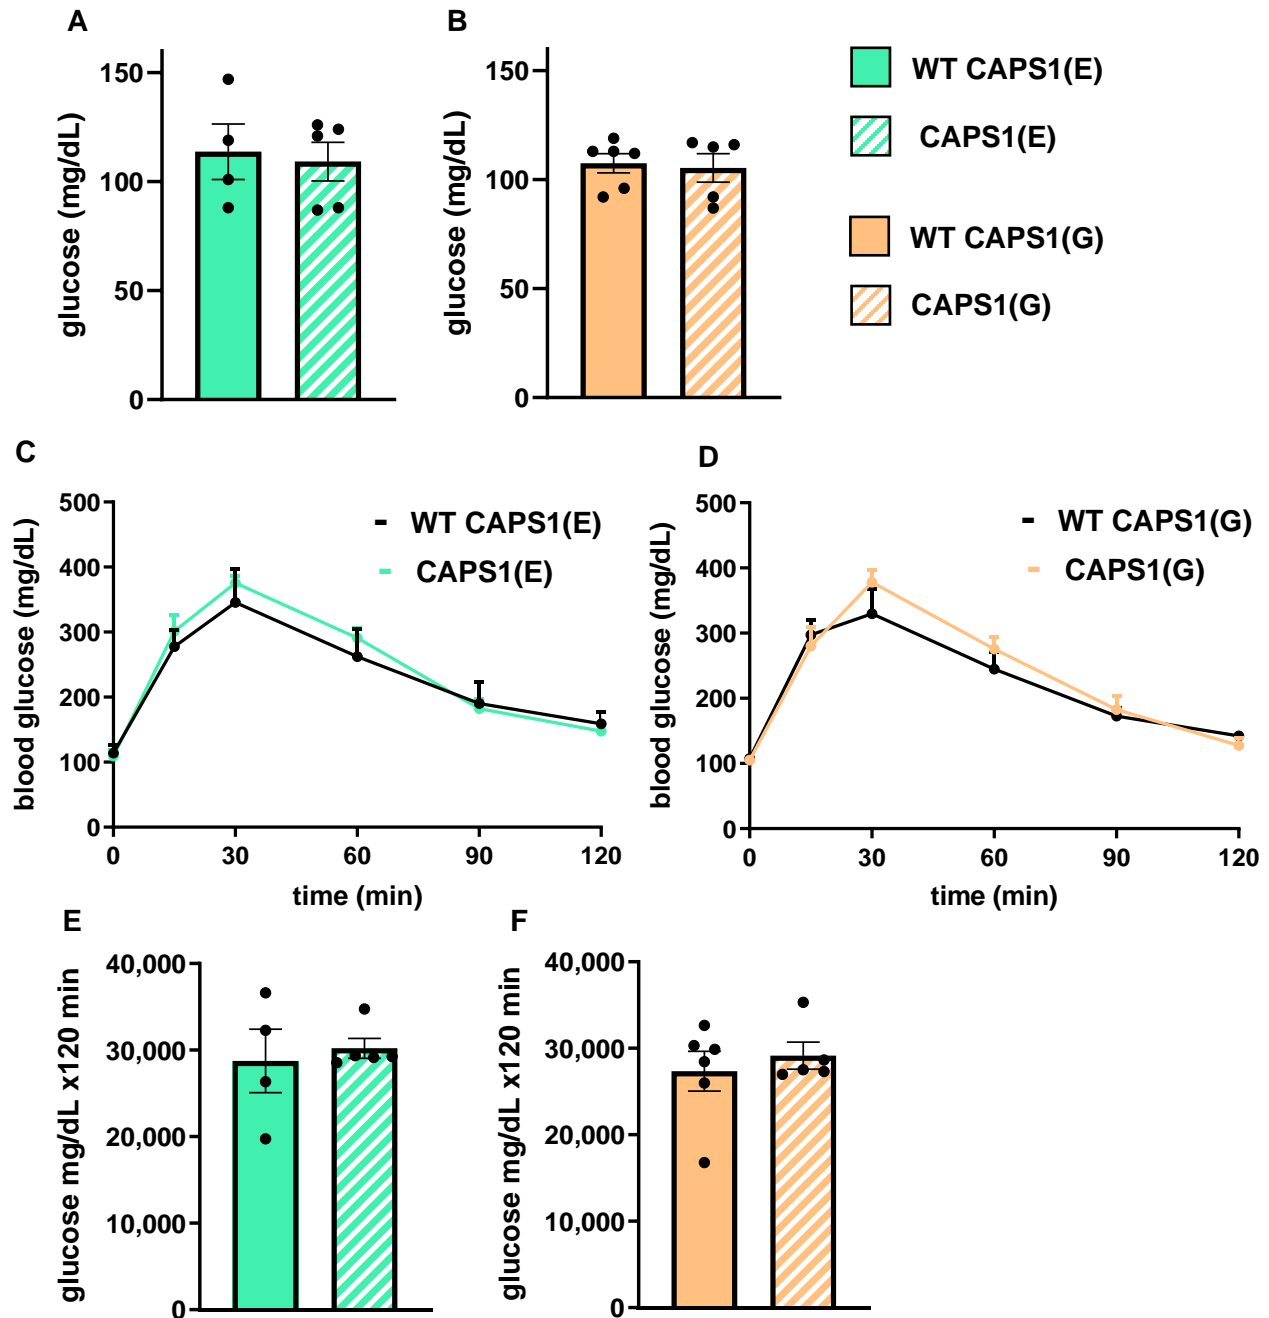 A
150
100
50
0
glucose (mg/dL)
B
150
100
50
0
glucose (mg/dL)
WT CAPS1(E)
CAPS1(E)
WT CAPS1(G)
CAPS1(G)
C
500
400
300
200
100
0
blood glucose (mg/dL)
WT CAPS1(E)
CAPS1(E)
0 30 60 90 120
time (min)
D
500
400
300
200
100
0
blood glucose (mg/dL)
WT CAPS1(G)
CAPS1(G)
0 30 60 90 120
time (min)
E
40,000
30,000
20,000
10,000
0
glucose mg/dL x120 min
F
40,000
30,000
20,000
10,000
0
glucose mg/dL x120 min